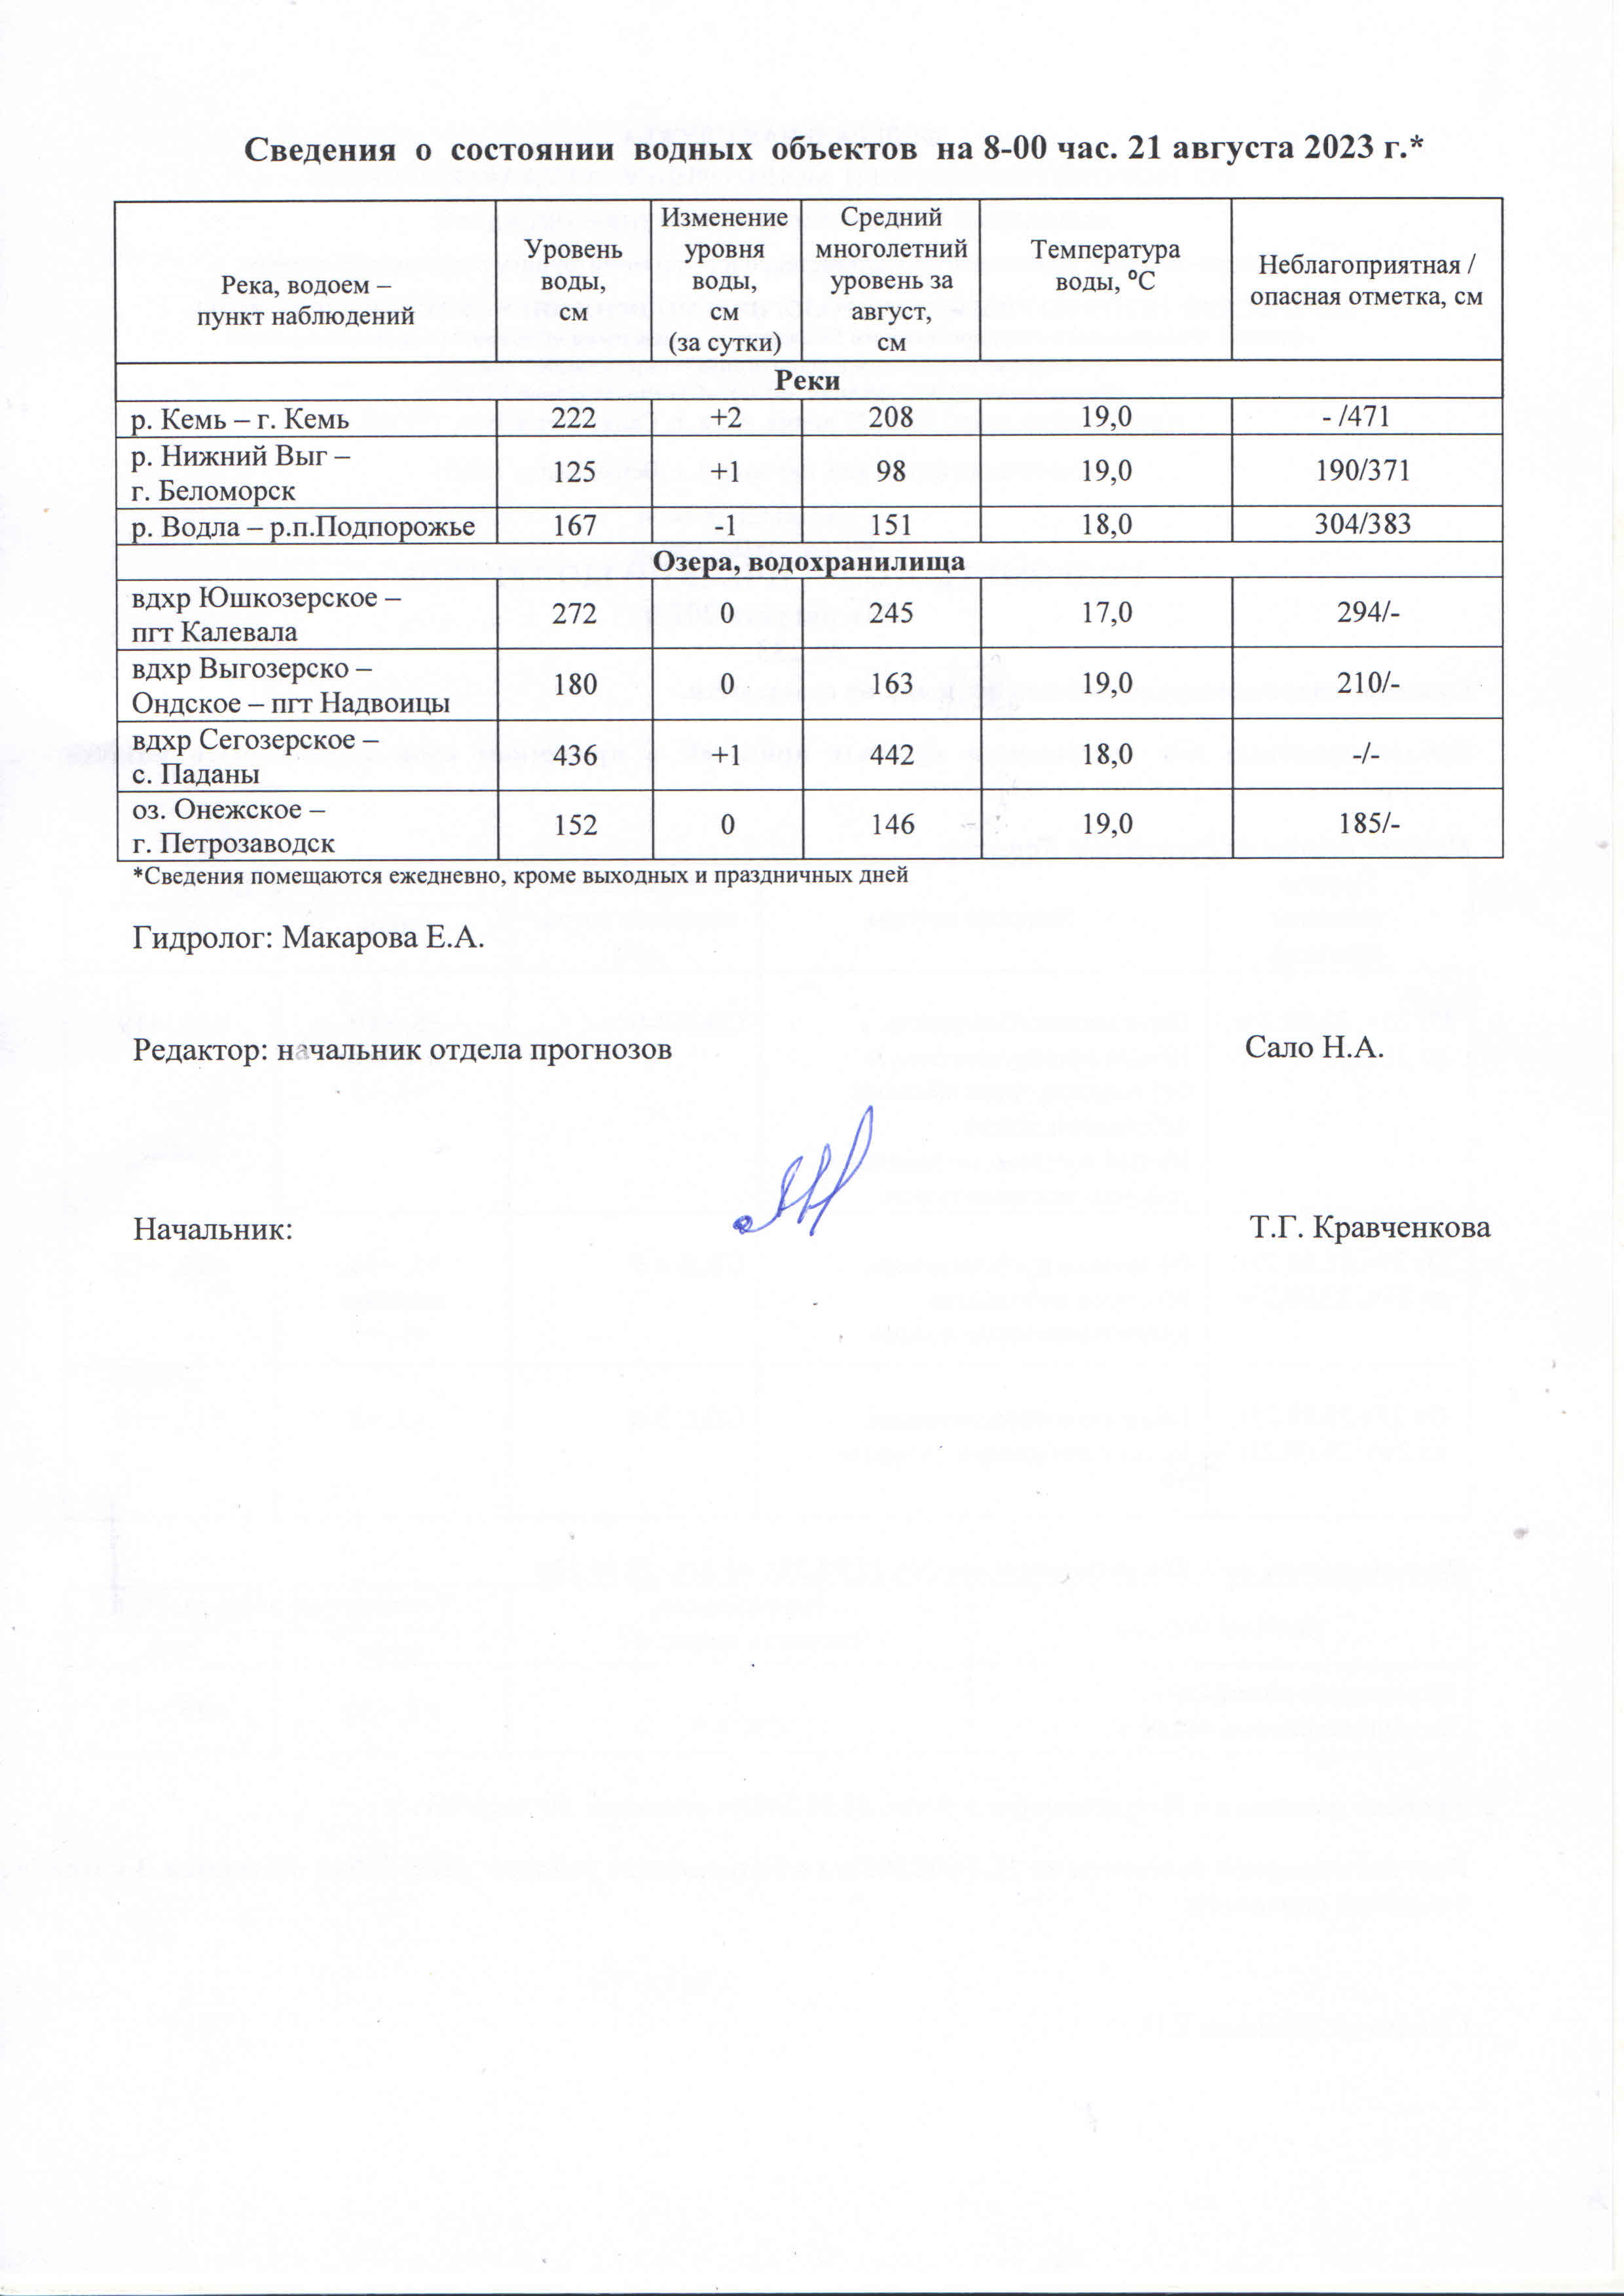 Сведения о состоянии водных объектов на 8-00 час. 21 августа 2023 г.*
Река, водоем –
пункт наблюдений
Уровень
воды,
см
Изменение
уровня
воды,
см
(за сутки)
Средний
многолетний
уровень за
август,
см
Температура
воды, °С
Неблагоприятная /
опасная отметка, см
Реки
р. Кемь – г. Кемь 222 +2 208 19,0 - /471
р. Нижний Выг –
г. Беломорск 125 +1 98 19,0 190/371
р. Водла – р.п.Подпорожье 167 -1 151 18,0 304/383
Озера, водохранилища
вдхр Юшкозерское –
пгт Калевала 272 0 245 17,0 294/-
вдхр Выгозерско –
Ондское – пгт Надвоицы 180 0 163 19,0 210/-
вдхр Сегозерское –
с. Паданы 436 +1 442 18,0 -/-
оз. Онежское –
г. Петрозаводск 152 0 146 19,0 185/-
*Сведения помещаются ежедневно, кроме выходных и праздничных дней
Гидролог: Макарова Е.А.
Редактор: начальник отдела прогнозов Сало Н.А.
Начальник: Т.Г. Кравченкова